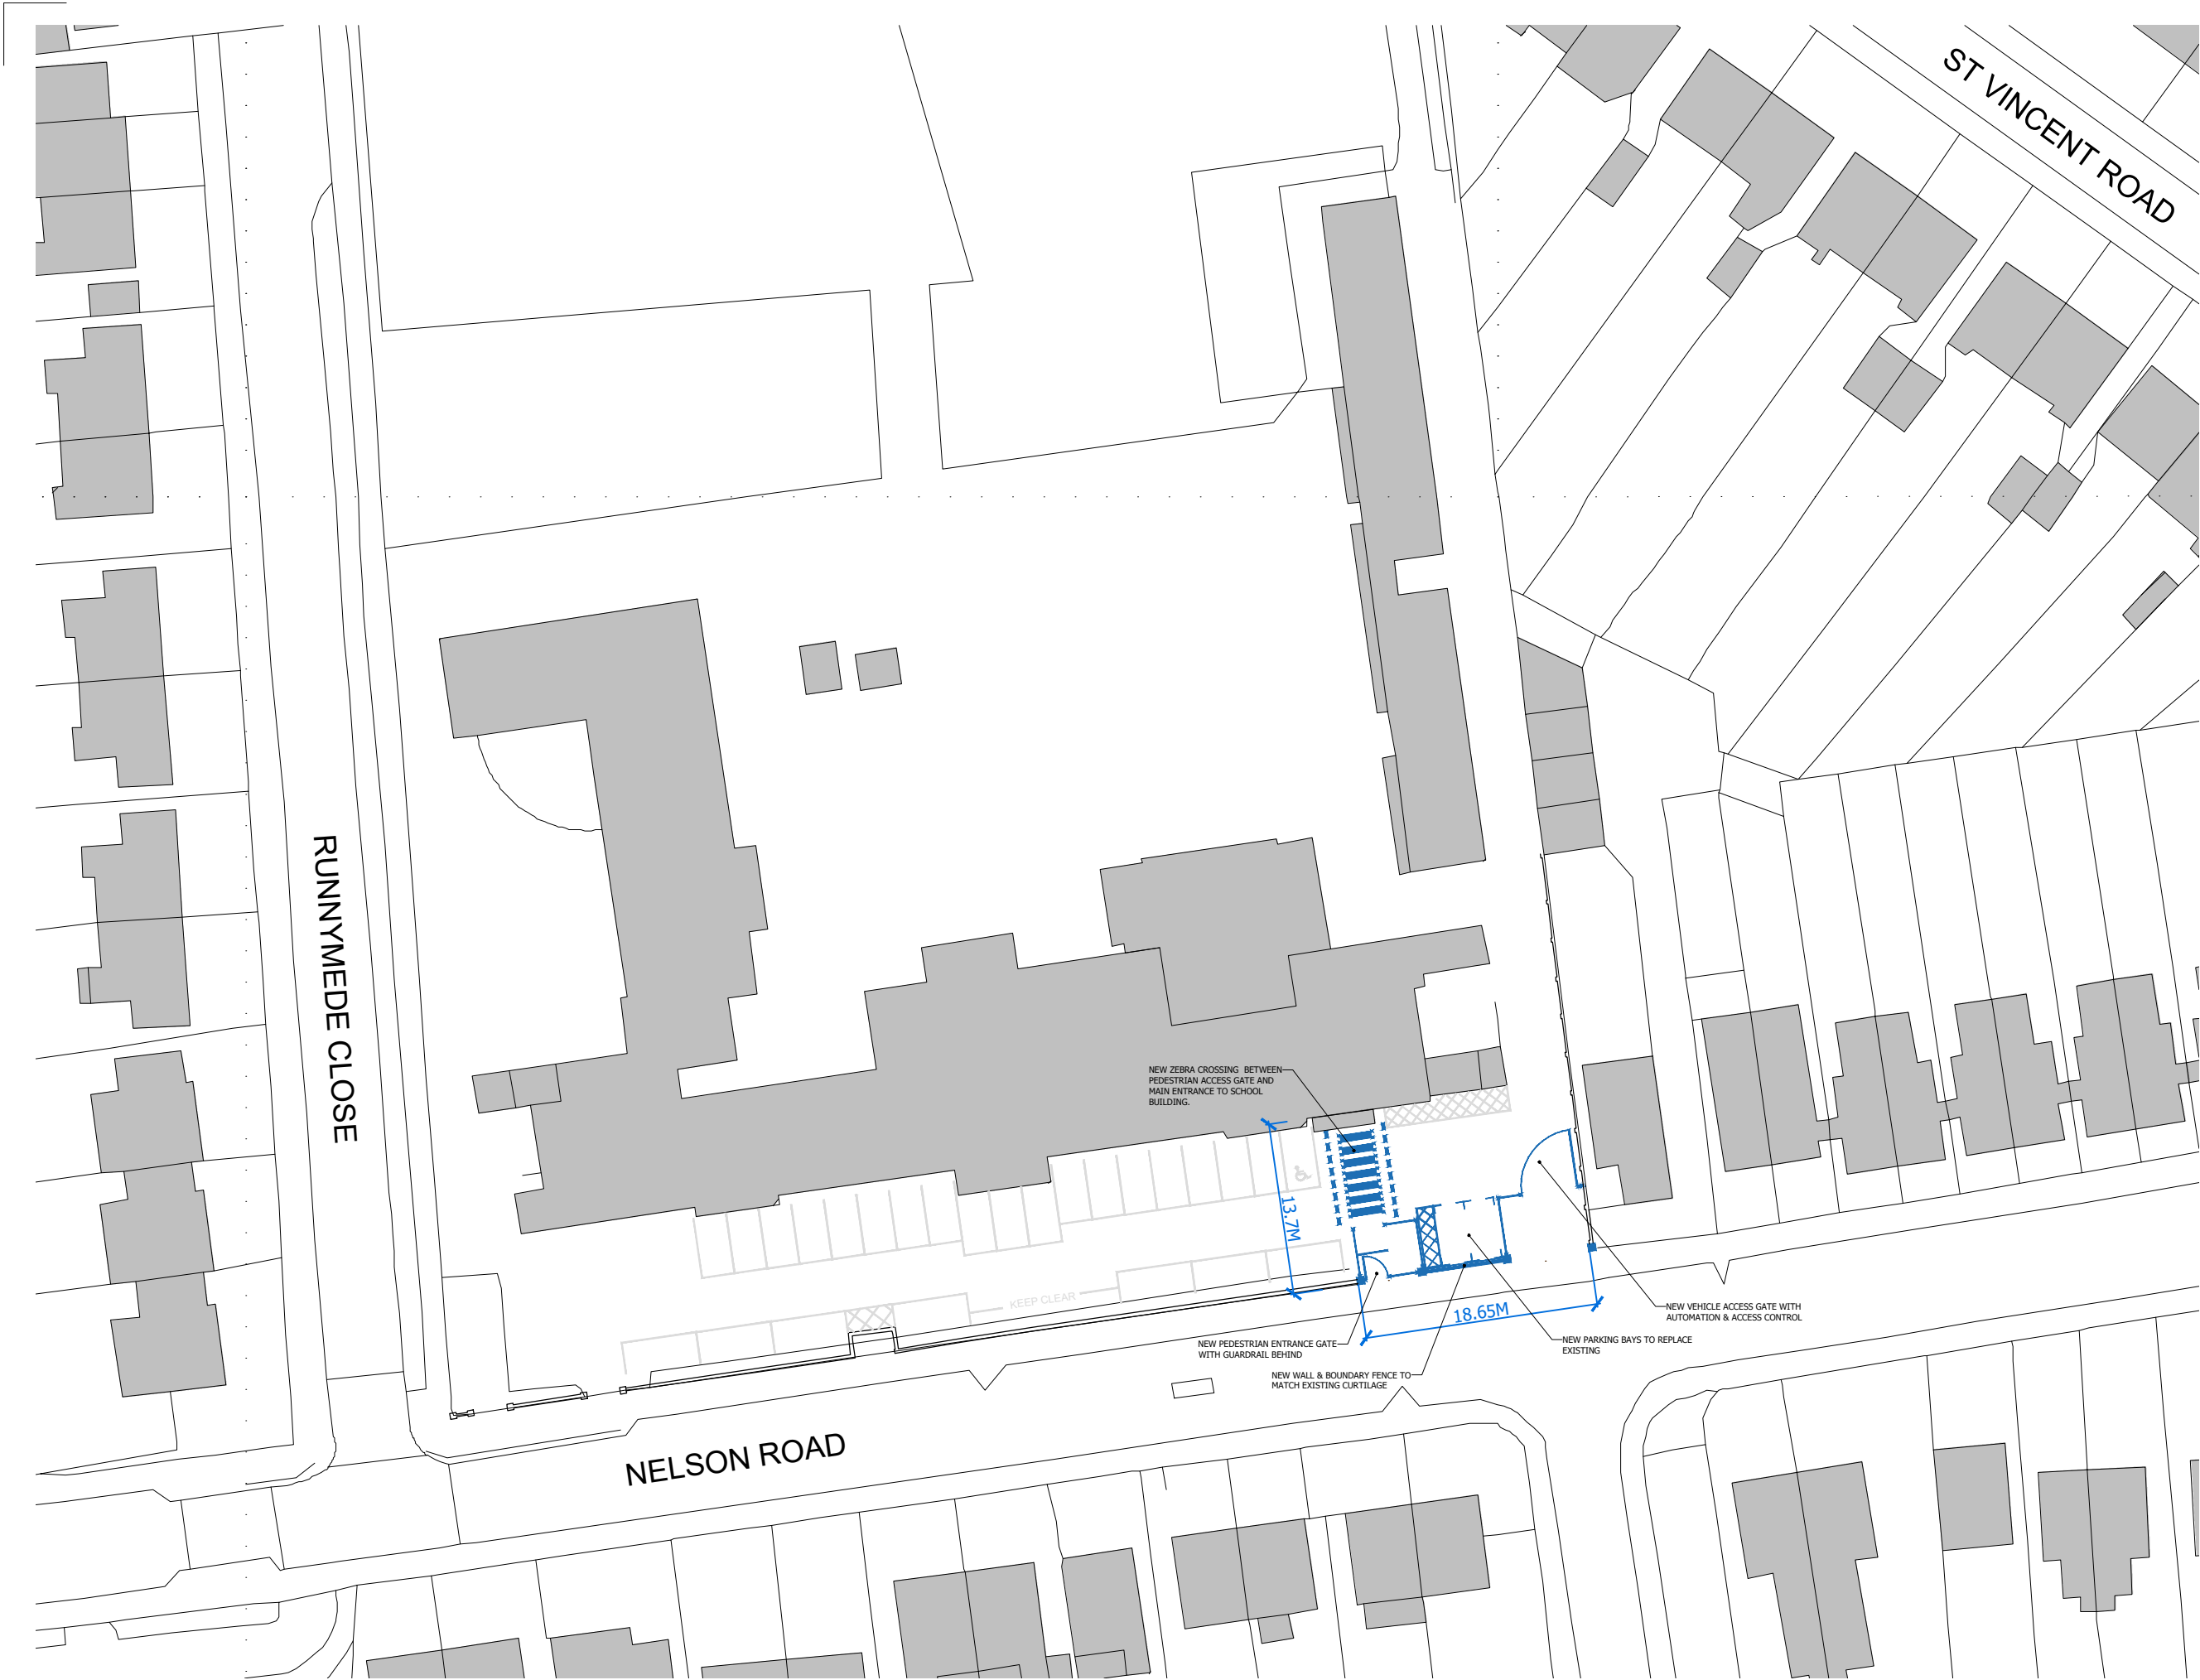 ST VINCENT ROAD
RUNNYMEDE CLOSE
NEW ZEBRA CROSSING BETWEEN
PEDESTRIAN ACCESS GATE AND
MAIN ENTRANCE TO SCHOOL
BUILDING.
13.7M
KEEP CLEAR
18.65M
NEW VEHICLE ACCESS GATE WITH
AUTOMATION & ACCESS CONTROL
NEW PARKING BAYS TO REPLACE
EXISTING
NEW PEDESTRIAN ENTRANCE GATE
WITH GUARDRAIL BEHIND
NEW WALL & BOUNDARY FENCE TO
MATCH EXISTING CURTILAGE
NELSON ROAD